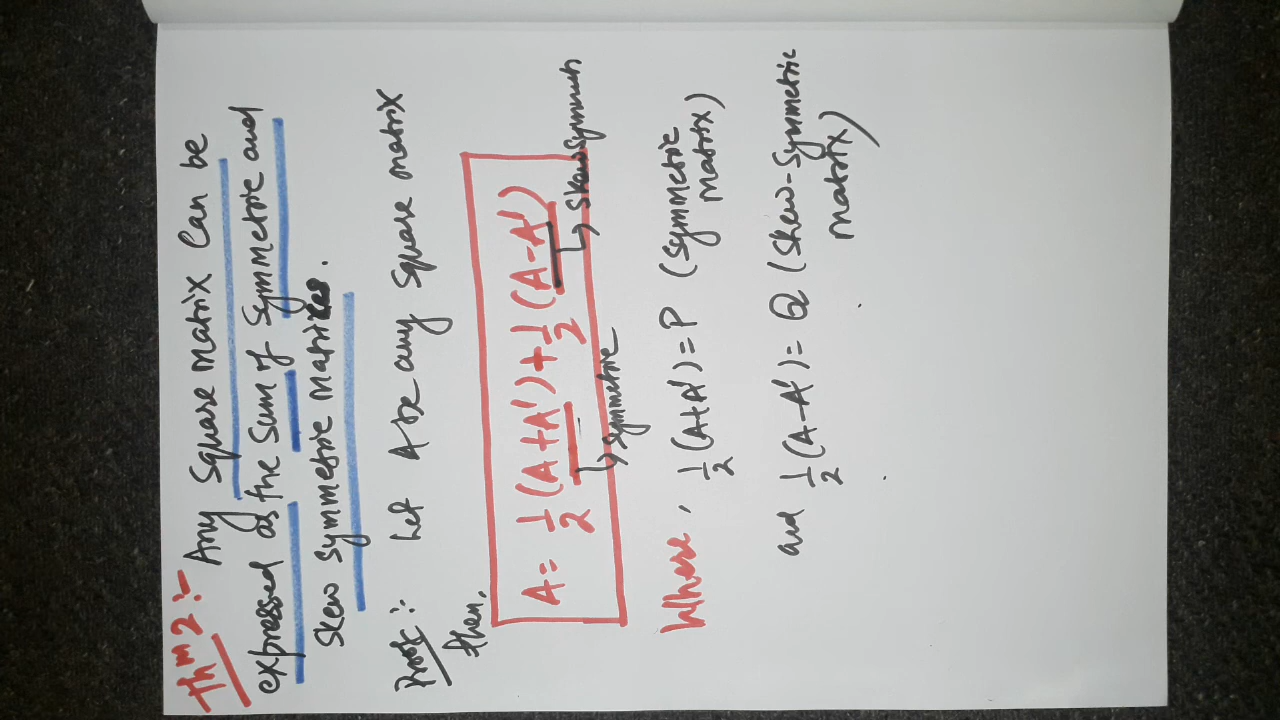 Thm 2 :- Any Square matrix Can be
expressed as the Sum of Symmetric and
Skew Symmetric matrices.
Proof :- Let A be any square matrix
then,
A = 1/2 (A+A') + 1/2 (A-A')
↳ Symmetric
↳ Skew Symmetric
Where, 1/2 (A+A') = P (Symmetric
matrix)
and 1/2 (A-A') = Q (Skew-Symmetric
matrix)